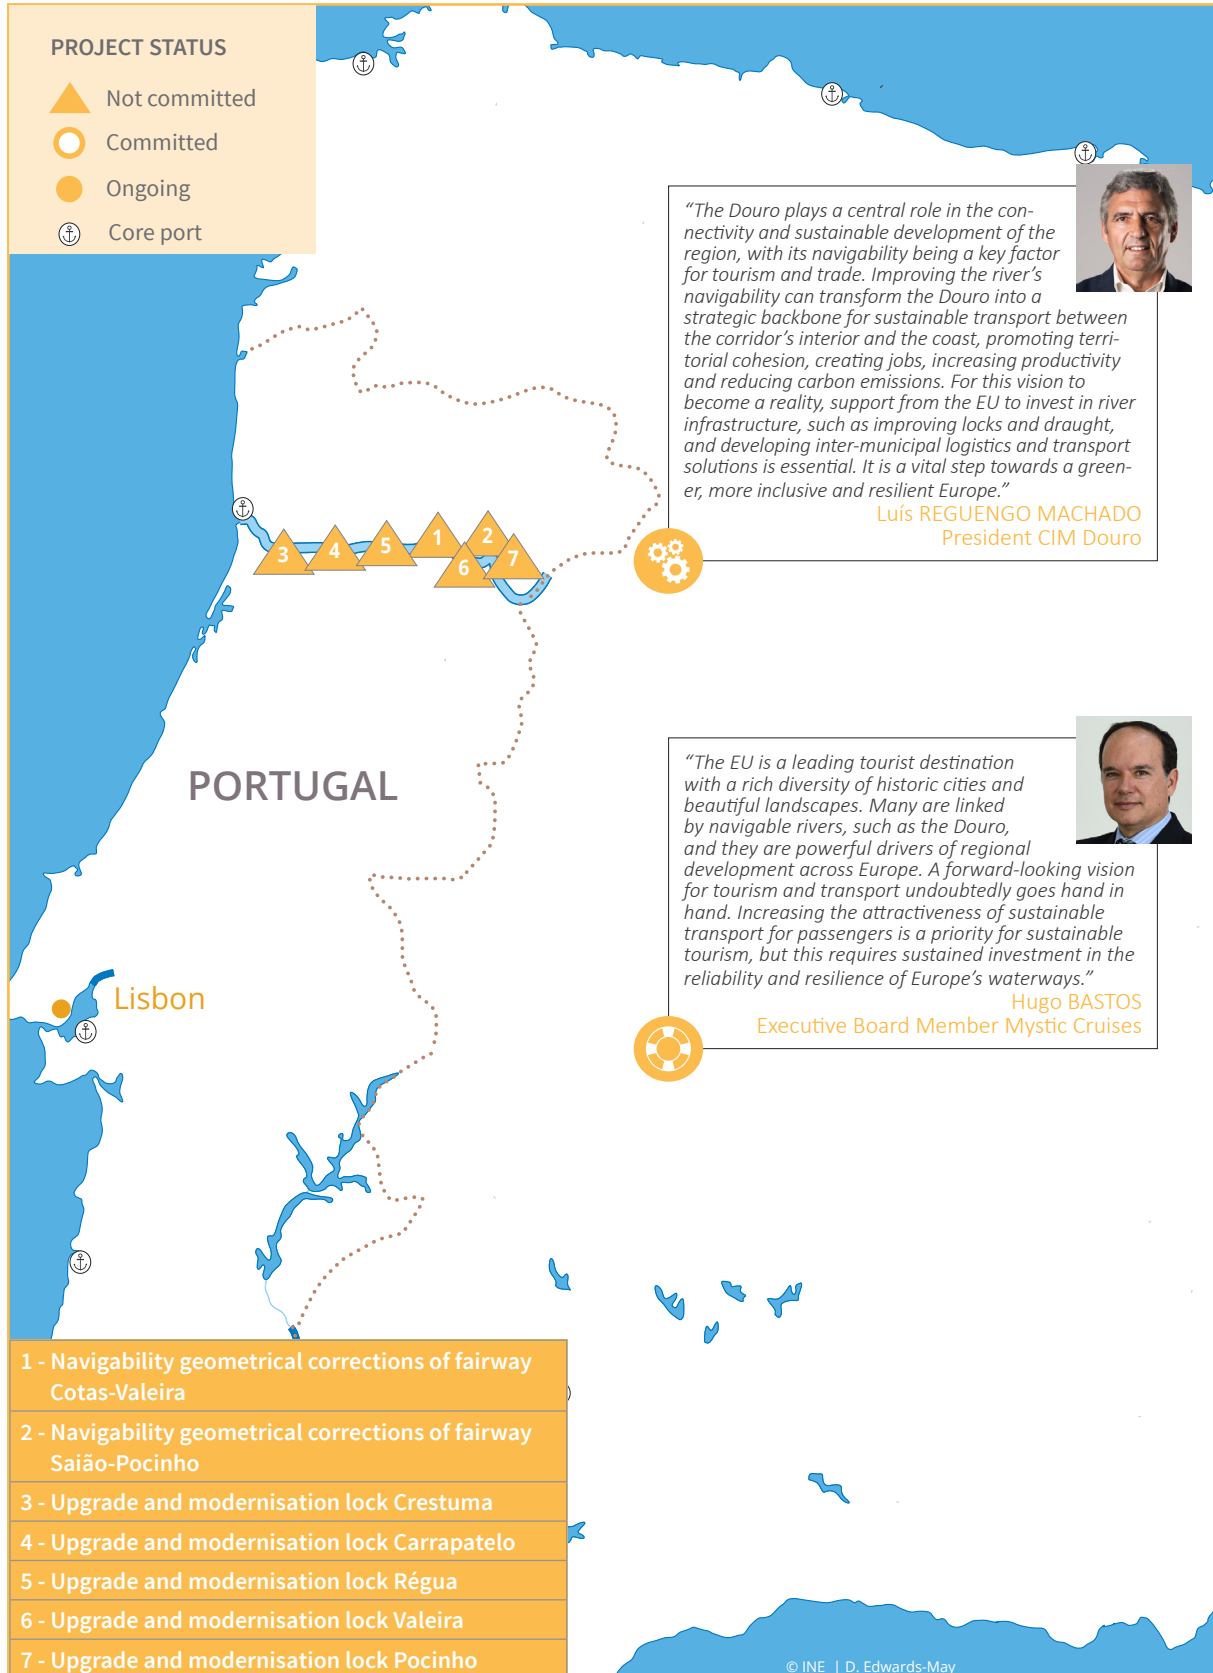 PROJECT STATUS
Not committed
Committed
Ongoing
Core port
“The Douro plays a central role in the con-
nectivity and sustainable development of the
region, with its navigability being a key factor
for tourism and trade. Improving the river’s
navigability can transform the Douro into a
strategic backbone for sustainable transport between
the corridor’s interior and the coast, promoting terri-
torial cohesion, creating jobs, increasing productivity
and reducing carbon emissions. For this vision to
become a reality, support from the EU to invest in river
infrastructure, such as improving locks and draught,
and developing inter-municipal logistics and transport
solutions is essential. It is a vital step towards a green-
er, more inclusive and resilient Europe.”
Luís REGUENGO MACHADO
President CIM Douro
3
4
5
1
6
2
7
PORTUGAL
“The EU is a leading tourist destination
with a rich diversity of historic cities and
beautiful landscapes. Many are linked
by navigable rivers, such as the Douro,
and they are powerful drivers of regional
development across Europe. A forward-looking vision
for tourism and transport undoubtedly goes hand in
hand. Increasing the attractiveness of sustainable
transport for passengers is a priority for sustainable
tourism, but this requires sustained investment in the
reliability and resilience of Europe’s waterways.”
Hugo BASTOS
Executive Board Member Mystic Cruises
Lisbon
1 - Navigability geometrical corrections of fairway
Cotas-Valeira
2 - Navigability geometrical corrections of fairway
Saião-Pocinho
3 - Upgrade and modernisation lock Crestuma
4 - Upgrade and modernisation lock Carrapatelo
5 - Upgrade and modernisation lock Régua
6 - Upgrade and modernisation lock Valeira
7 - Upgrade and modernisation lock Pocinho
© INE | D. Edwards-May